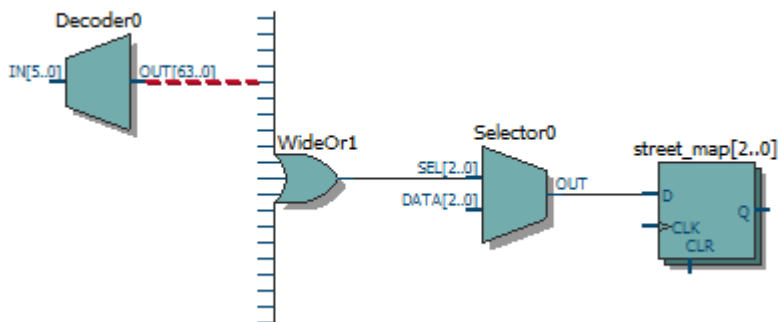 Decoder0
IN[5..0]
OUT[63..0]
WideOr1
Selector0
SEL[2..0]
DATA[2..0]
OUT
street_map[2..0]
D
Q
CLK
CLR